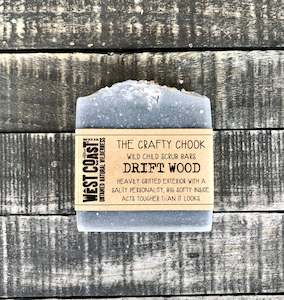 WEST COAST
UNTAMED NATURAL WILDERNESS
THE CRAFTY CHOOK
WILD CHILD SCRUB BARS
DRIFT WOOD
HEAVILY GRITTED EXTERIOR WITH A
SALTY PERSONALITY, BIG SOFTY INSIDE.
ACTS TOUGHER THAN IT LOOKS